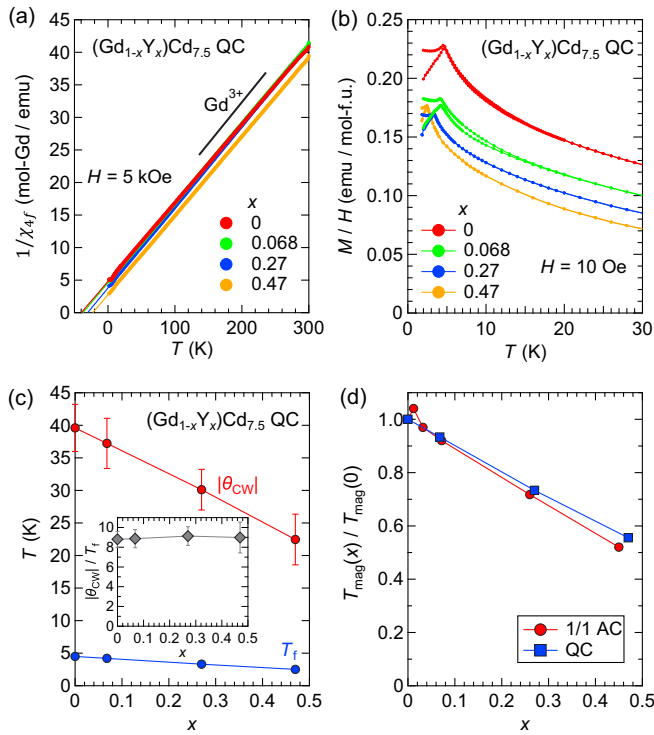 (a)
(Gd1-xYx)Cd7.5 QC
Gd3+
H = 5 kOe
x
0
0.068
0.27
0.47
1/χ4f (mol-Gd / emu)
45
40
35
30
25
20
15
10
5
0
0
100
200
300
T (K)
(b)
(Gd1-xYx)Cd7.5 QC
x
0
0.068
0.27
0.47
H = 10 Oe
M / H (emu / mol-f.u.)
0.25
0.20
0.15
0.10
0.05
0.00
0
10
20
30
T (K)
(c)
(Gd1-xYx)Cd7.5 QC
|θCW|
Tf
T (K)
45
40
35
30
25
20
15
10
5
0
0
0.1
0.2
0.3
0.4
0.5
x
|θCW| / Tf
10
8
6
4
2
0
0
0.1
0.2
0.3
0.4
0.5
x
(d)
Tmag(x) / Tmag(0)
1.0
0.8
0.6
0.4
0.2
0
0
0.1
0.2
0.3
0.4
0.5
x
1/1 AC
QC